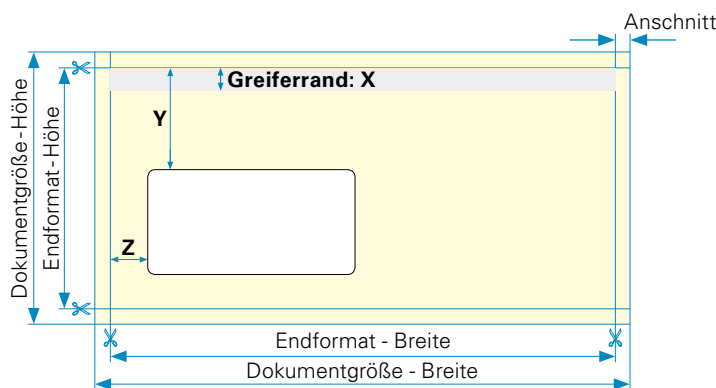 Anschnitt
Greiferrand: X
Y
Dokumentgröße - Höhe
Endformat - Höhe
Z
Endformat - Breite
Dokumentgröße - Breite